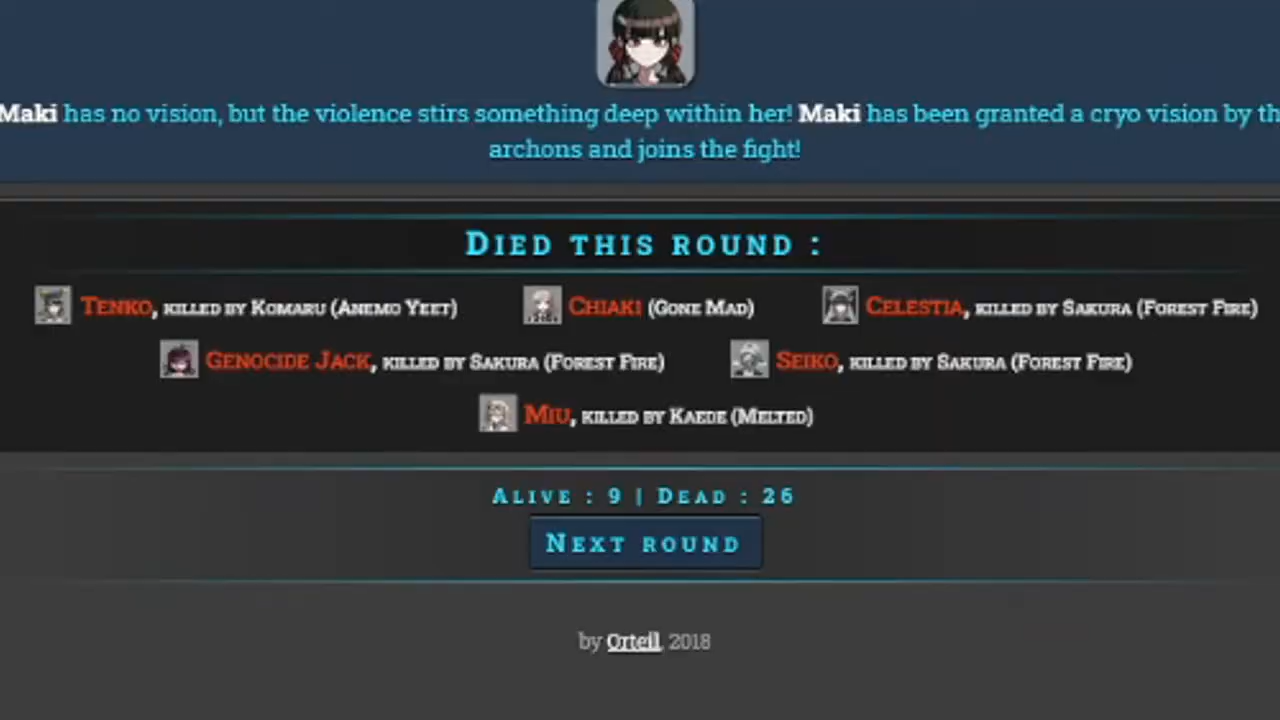 Maki has no vision, but the violence stirs something deep within her! Maki has been granted a cryo vision by th
archons and joins the fight!
Died this round :
Tenko, killed by Komaru (Anemo Yeet) Chiaki (Gone Mad) Celestia, killed by Sakura (Forest Fire)
Genocide Jack, killed by Sakura (Forest Fire) Seiko, killed by Sakura (Forest Fire)
Miu, killed by Kaede (Melted)
Alive : 9 | Dead : 26
Next round
by Orteil, 2018